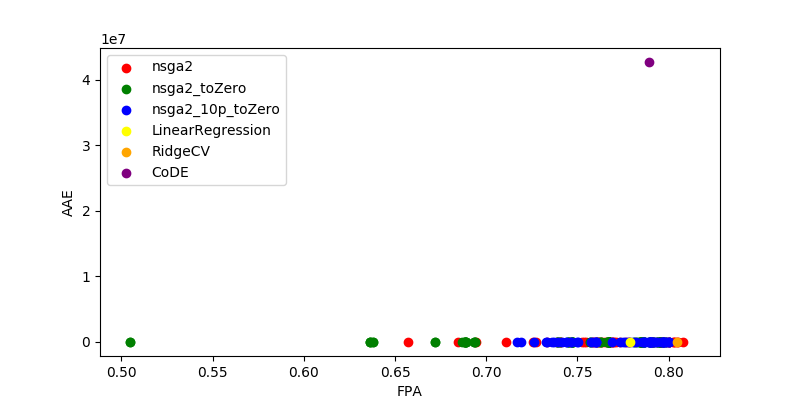 1e7
nsga2
nsga2_toZero
nsga2_10p_toZero
LinearRegression
RidgeCV
CoDE
4
3
2
1
0
AAE
0.50 0.55 0.60 0.65 0.70 0.75 0.80
FPA